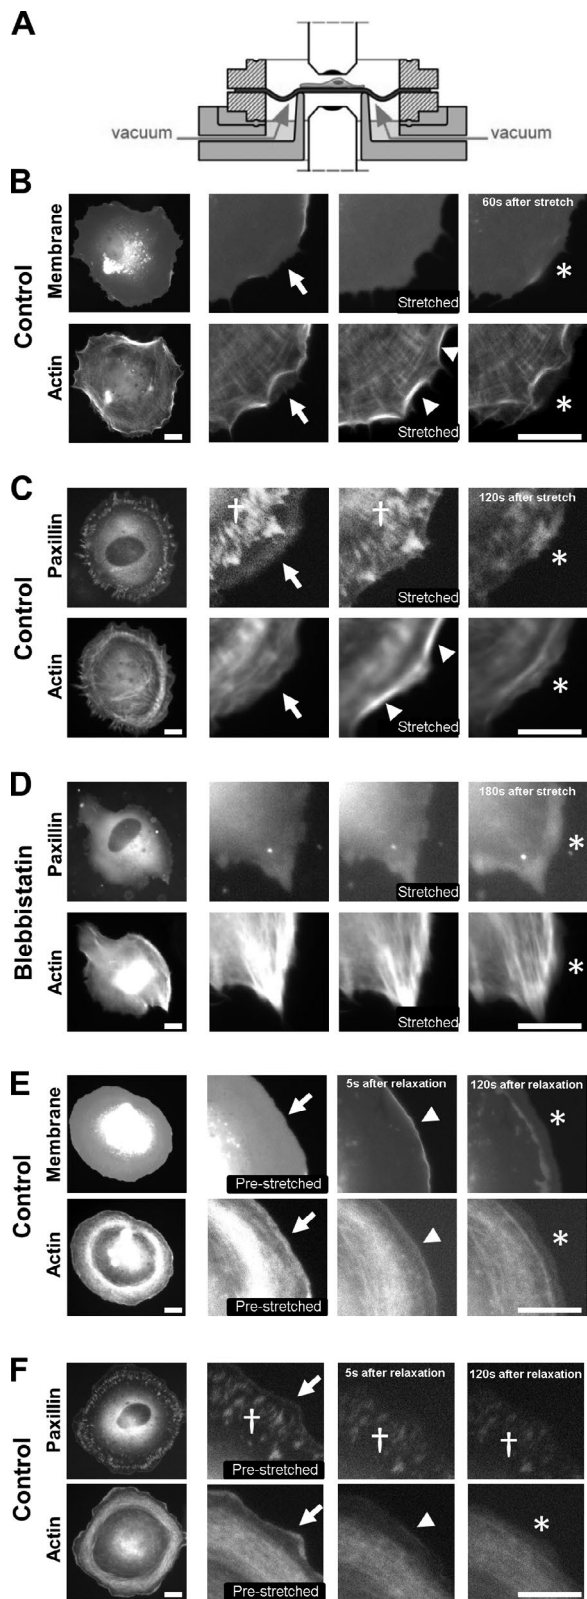 A
vacuum
vacuum
B
Control
Membrane
60s after stretch
*
Stretched
Actin
*
Stretched
C
Control
Paxillin
†
†
120s after stretch
*
Stretched
Actin
*
Stretched
D
Blebbistatin
Paxillin
180s after stretch
*
Stretched
Actin
*
Stretched
E
Control
Membrane
5s after relaxation
120s after relaxation
*
Pre-stretched
Actin
*
Pre-stretched
F
Control
Paxillin
5s after relaxation
120s after relaxation
†
†
†
Pre-stretched
Actin
*
Pre-stretched